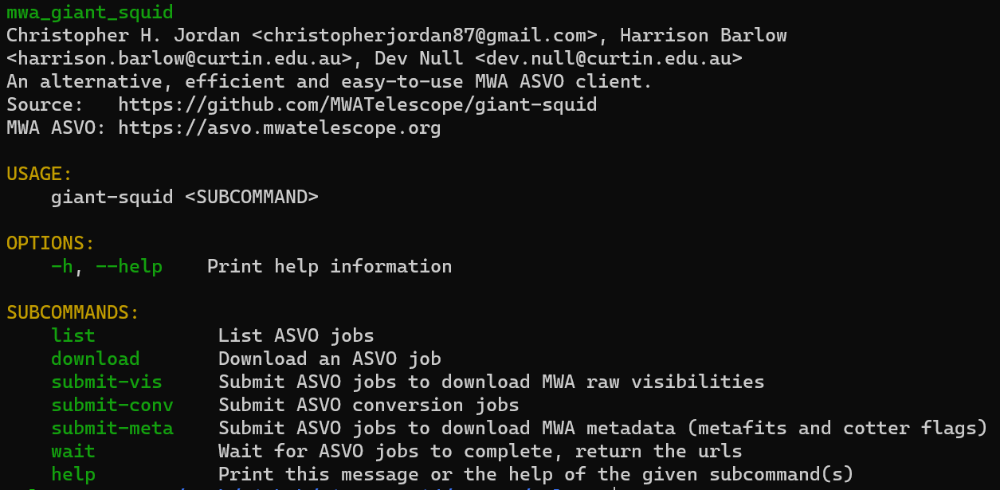 mwa_giant_squid
Christopher H. Jordan <christopherjordan87@gmail.com>, Harrison Barlow
<harrison.barlow@curtin.edu.au>, Dev Null <dev.null@curtin.edu.au>
An alternative, efficient and easy-to-use MWA ASVO client.
Source:   https://github.com/MWATelescope/giant-squid
MWA ASVO: https://asvo.mwatelescope.org

USAGE:
    giant-squid <SUBCOMMAND>

OPTIONS:
    -h, --help    Print help information

SUBCOMMANDS:
    list           List ASVO jobs
    download       Download an ASVO job
    submit-vis     Submit ASVO jobs to download MWA raw visibilities
    submit-conv    Submit ASVO conversion jobs
    submit-meta    Submit ASVO jobs to download MWA metadata (metafits and cotter flags)
    wait           Wait for ASVO jobs to complete, return the urls
    help           Print this message or the help of the given subcommand(s)